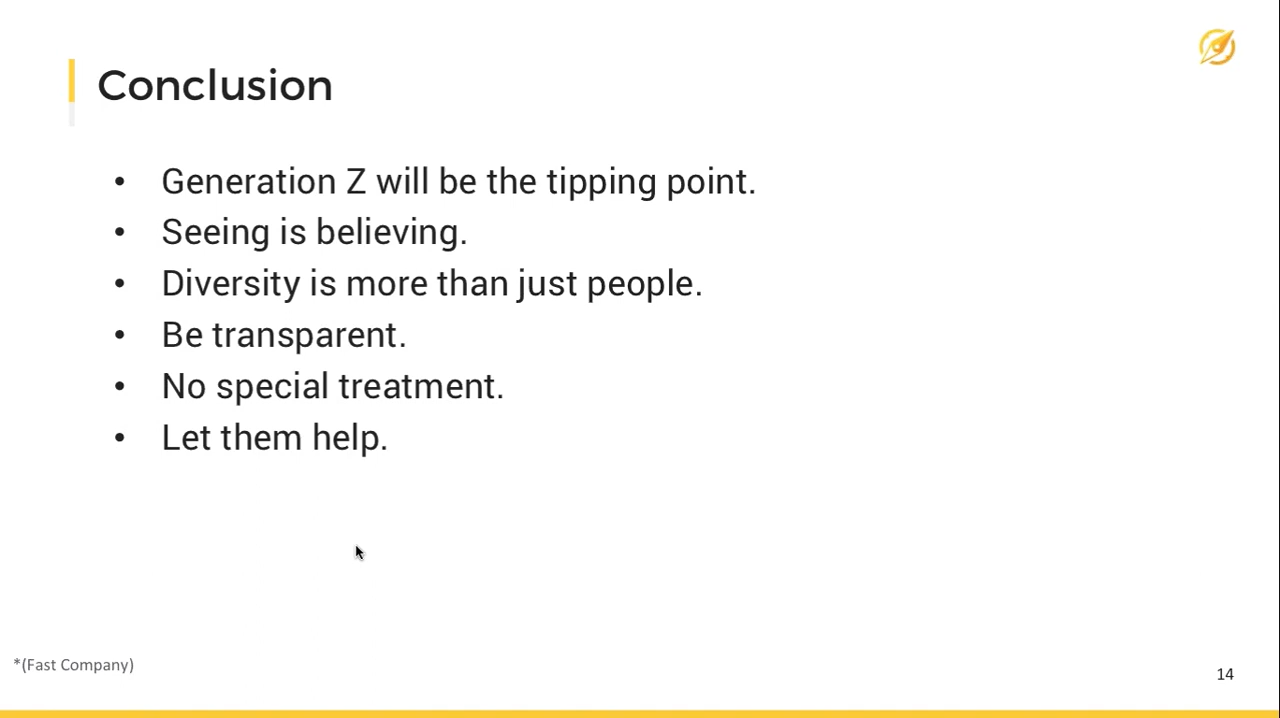 Conclusion
• Generation Z will be the tipping point.
• Seeing is believing.
• Diversity is more than just people.
• Be transparent.
• No special treatment.
• Let them help.
*(Fast Company)
14